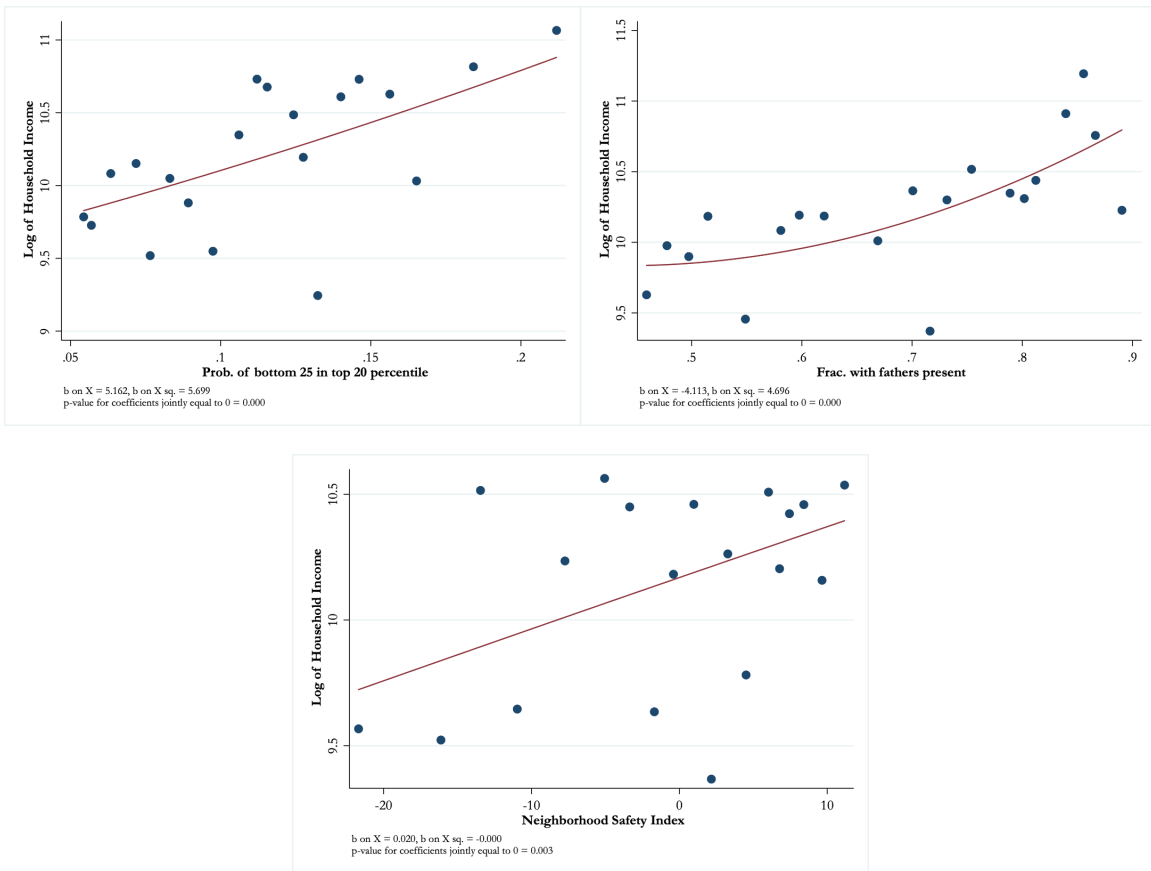 Log of Household Income
11
10.5
10
9.5
9
.05 .1 .15 .2
Prob. of bottom 25 in top 20 percentile
b on X = 5.162, b on X sq. = 5.699
p-value for coefficients jointly equal to 0 = 0.000
Log of Household Income
11.5
11
10.5
10
9.5
.5 .6 .7 .8 .9
Frac. with fathers present
b on X = -4.113, b on X sq. = 4.696
p-value for coefficients jointly equal to 0 = 0.000
Log of Household Income
10.5
10
9.5
-20 -10 0 10
Neighborhood Safety Index
b on X = 0.020, b on X sq. = -0.000
p-value for coefficients jointly equal to 0 = 0.003